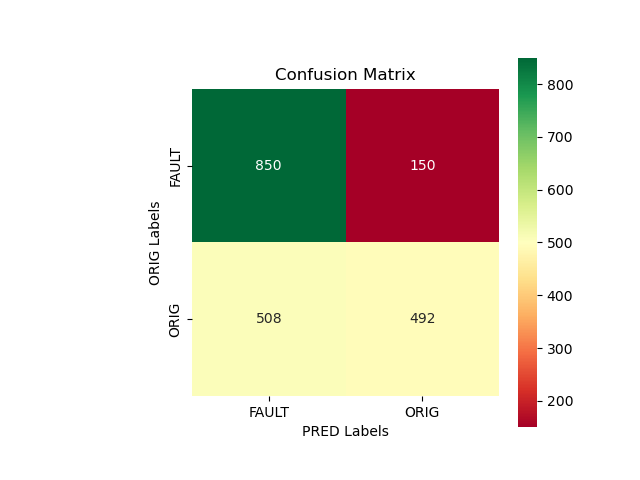 Confusion Matrix
ORIG Labels
FAULT
850
150
ORIG
508
492
FAULT
ORIG
PRED Labels
800
700
600
500
400
300
200